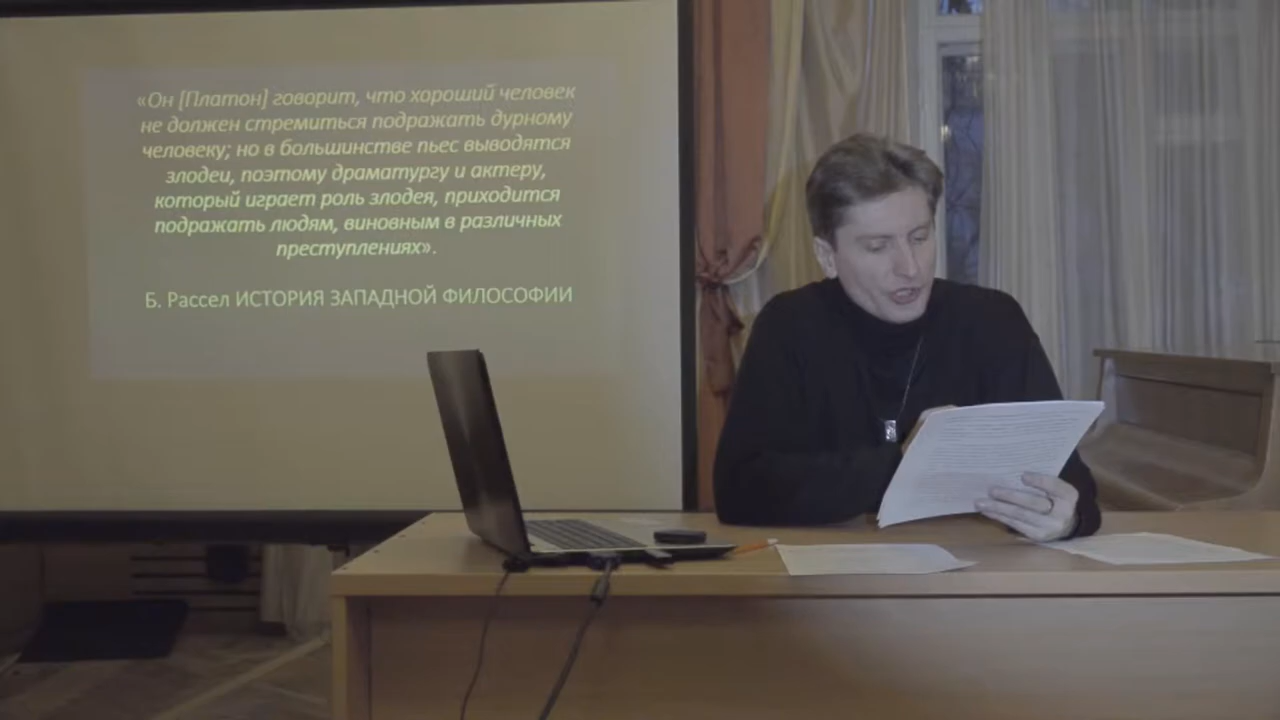 «Он [Платон] говорит, что хороший человек
не должен стремиться подражать дурному
человеку; но в большинстве пьес выводятся
злодеи, поэтому драматургу и актеру,
который играет роль злодея, приходится
подражать людям, виновным в различных
преступлениях».
Б. Рассел ИСТОРИЯ ЗАПАДНОЙ ФИЛОСОФИИ